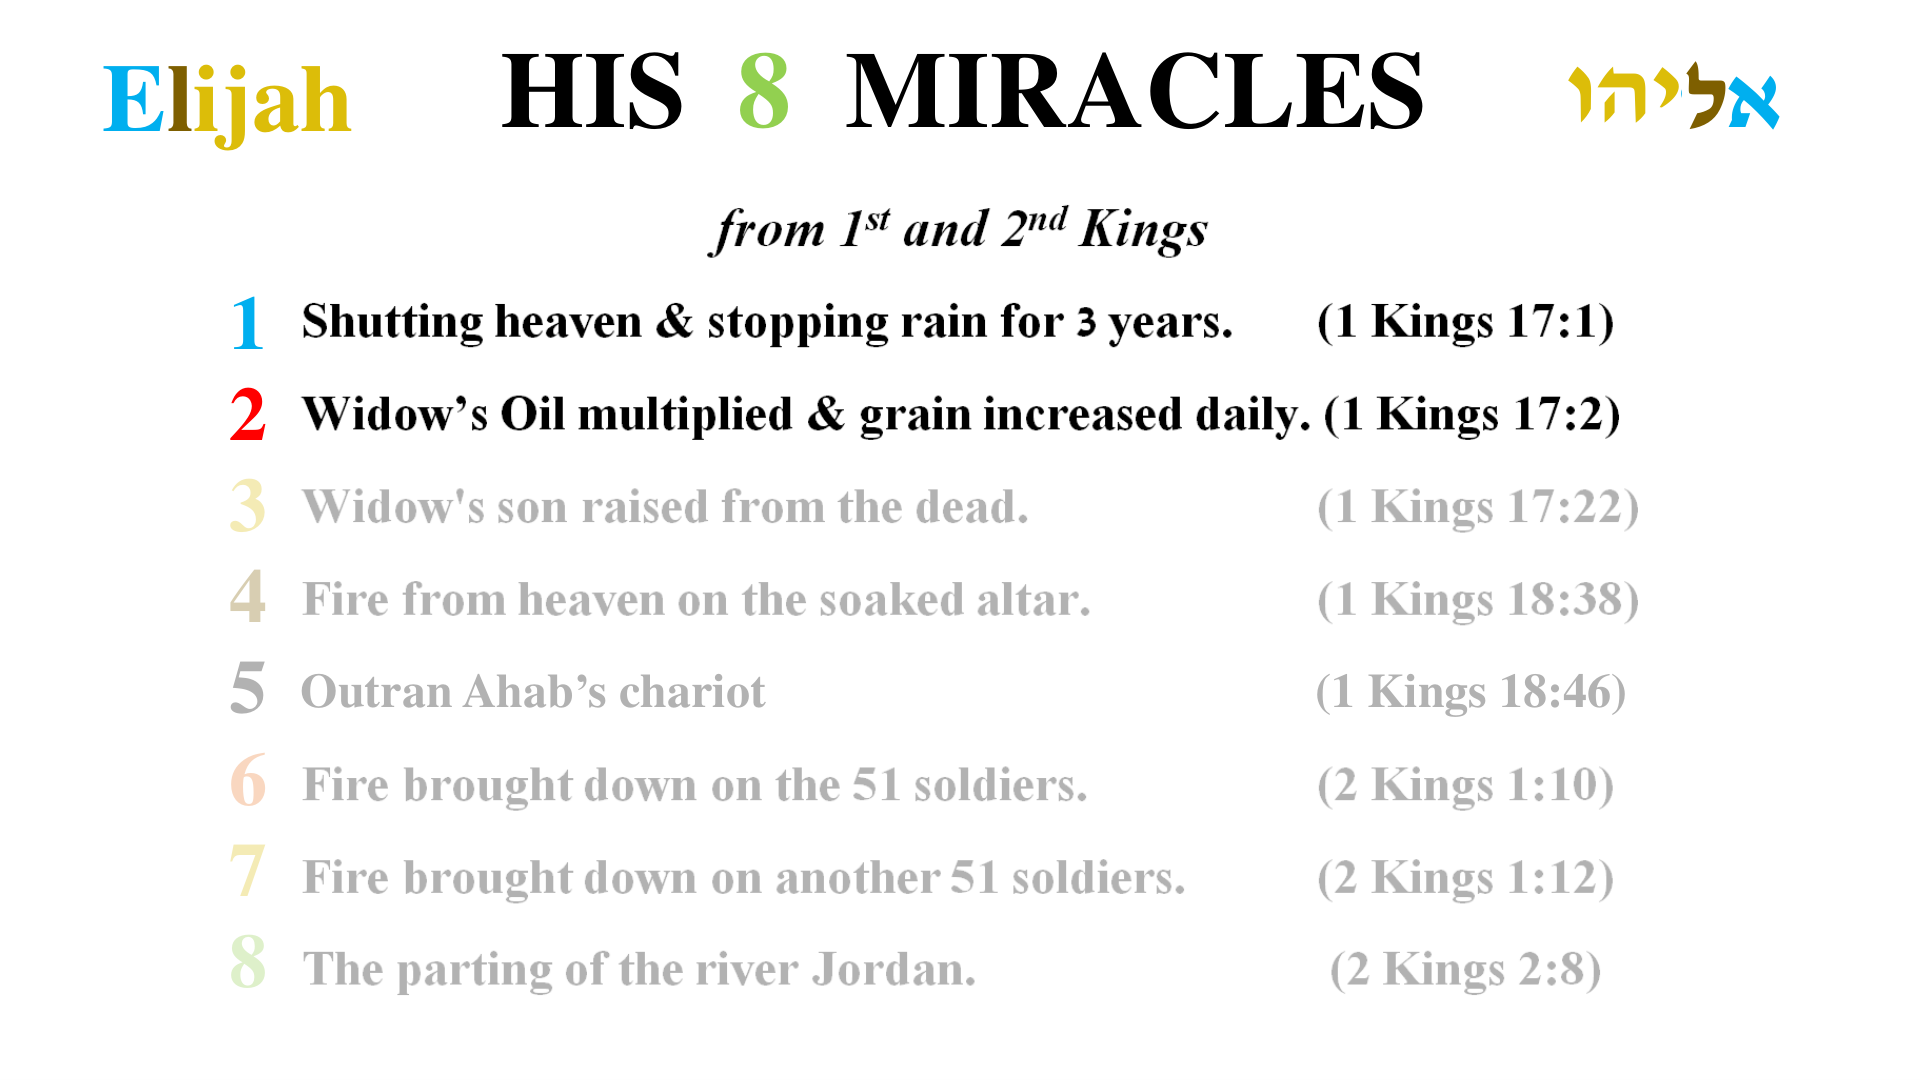 Elijah HIS 8 MIRACLES אליהו
from 1st and 2nd Kings
1 Shutting heaven & stopping rain for 3 years. (1 Kings 17:1)
2 Widow’s Oil multiplied & grain increased daily. (1 Kings 17:2)
3 Widow's son raised from the dead. (1 Kings 17:22)
4 Fire from heaven on the soaked altar. (1 Kings 18:38)
5 Outran Ahab’s chariot (1 Kings 18:46)
6 Fire brought down on the 51 soldiers. (2 Kings 1:10)
7 Fire brought down on another 51 soldiers. (2 Kings 1:12)
8 The parting of the river Jordan. (2 Kings 2:8)